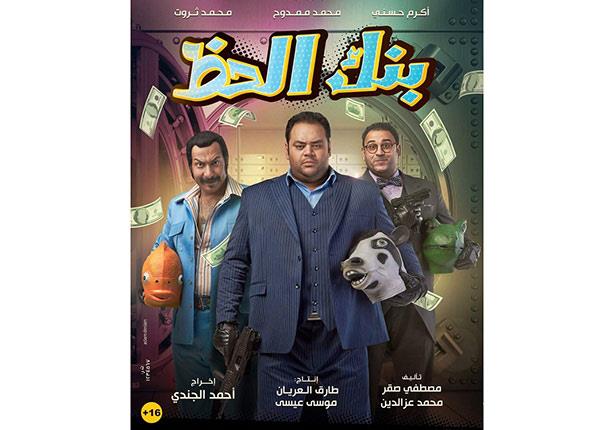 أكرم حسني
محمد ممدوح
محمد ثروت
بنك الحظ
تأليف
مصطفي صقر
محمد عزالدين
إنتاج:
طارق العريان
موسى عيسى
إخراج
أحمد الجندي
+16